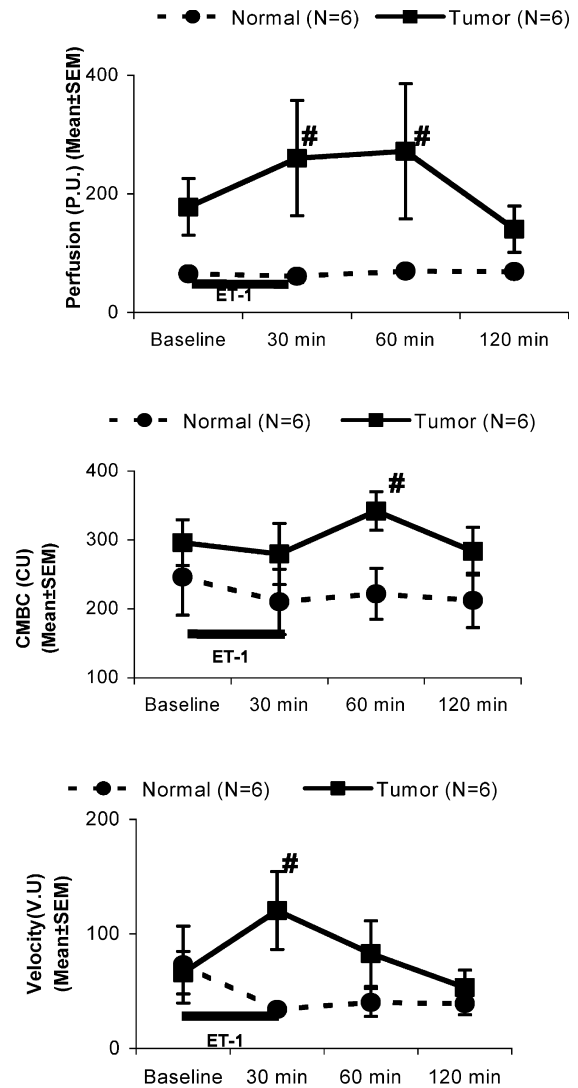 Normal (N=6) Tumor (N=6)
Perfusion (P.U.) (Mean±SEM)
400
200
0
#
#
ET-1
Baseline 30 min 60 min 120 min
Normal (N=6) Tumor (N=6)
CMBC (CU)
(Mean±SEM)
400
300
200
100
#
ET-1
Baseline 30 min 60 min 120 min
Normal (N=6) Tumor (N=6)
Velocity(V.U)
(Mean±SEM)
200
100
0
#
ET-1
Baseline 30 min 60 min 120 min